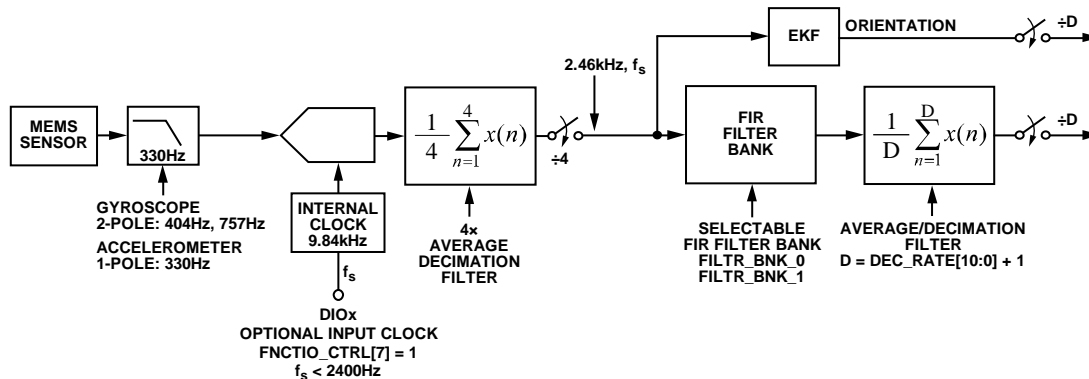 MEMS
SENSOR
330Hz
GYROSCOPE
2-POLE: 404Hz, 757Hz
ACCELEROMETER
1-POLE: 330Hz
INTERNAL
CLOCK
9.84kHz
fs
DIOx
OPTIONAL INPUT CLOCK
FNCTIO_CTRL[7] = 1
fs < 2400Hz
1/4 4∑n=1 x(n)
÷4
4×
AVERAGE
DECIMATION
FILTER
2.46kHz, fs
EKF
ORIENTATION
÷D
FIR
FILTER
BANK
SELECTABLE
FIR FILTER BANK
FILTR_BNK_0
FILTR_BNK_1
1/D D∑n=1 x(n)
÷D
AVERAGE/DECIMATION
FILTER
D = DEC_RATE[10:0] + 1